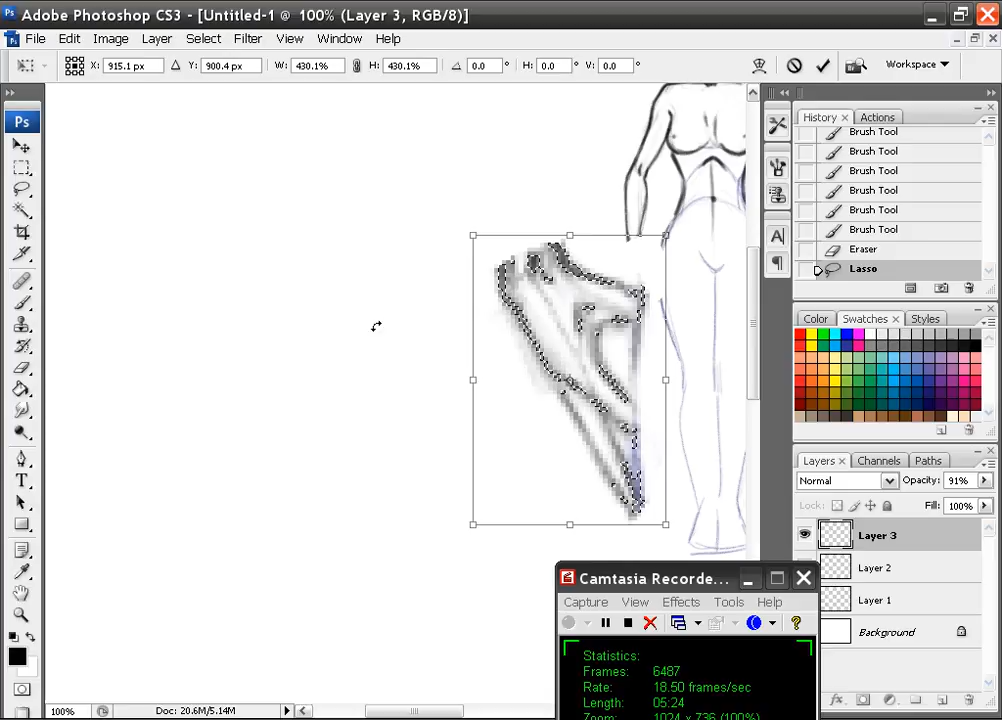 Adobe Photoshop CS3 - [Untitled-1 @ 100% (Layer 3, RGB/8)]
File Edit Image Layer Select Filter View Window Help
X: 915.1 px Y: 900.4 px W: 430.1% H: 430.1% 0.0 ° H: 0.0 ° V: 0.0 ° Workspace
Ps
History Actions
Brush Tool
Brush Tool
Brush Tool
Brush Tool
Brush Tool
Brush Tool
Eraser
Lasso
Color Swatches Styles
Layers Channels Paths
Normal Opacity: 91%
Lock: Fill: 100%
Layer 3
Layer 2
Layer 1
Background
Camtasia Recorde...
Capture View Effects Tools Help
Statistics:
Frames: 6487
Rate: 18.50 frames/sec
Length: 05:24
Zoom: 1024 x 736 (100%)
100% Doc: 20.6M/5.14M